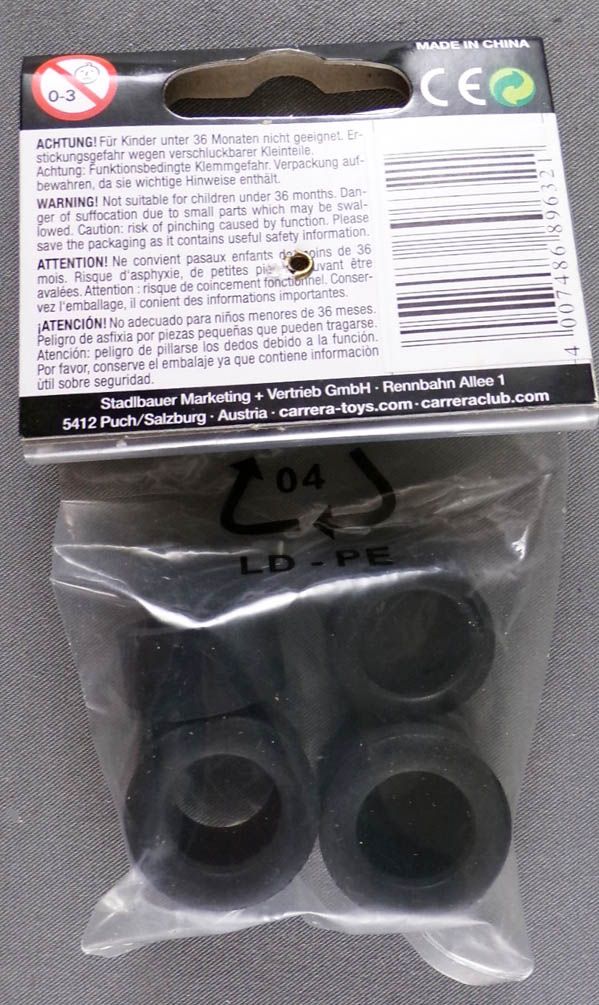 MADE IN CHINA
0-3
CE
ACHTUNG! Für Kinder unter 36 Monaten nicht geeignet. Er-
stickungsgefahr wegen verschluckbarer Kleinteile.
Achtung: Funktionsbedingte Klemmgefahr. Verpackung auf-
bewahren, da sie wichtige Hinweise enthält.
WARNING! Not suitable for children under 36 months. Dan-
ger of suffocation due to small parts which may be swal-
lowed. Caution: risk of pinching caused by function. Please
save the packaging as it contains useful safety information.
ATTENTION! Ne convient pasaux enfants de moins de 36
mois. Risque d'asphyxie, de petites pouvant être
avalées. Attention : risque de coincement fonctionnel. Conser-
vez l'emballage, il conient des informations importantes.
¡ATENCIÓN! No adecuado para niños menores de 36 meses.
Peligro de asfixia por piezas pequeñas que pueden tragarse.
Atención: peligro de pillarse los dedos debido a la función.
Por favor, conserve el embalaje ya que contiene información
ùtil sobre seguridad.
4 007486 896321
Stadlbauer Marketing + Vertrieb GmbH · Rennbahn Allee 1
5412 Puch/Salzburg · Austria · carrera-toys.com · carreraclub.com
04
LD - PE